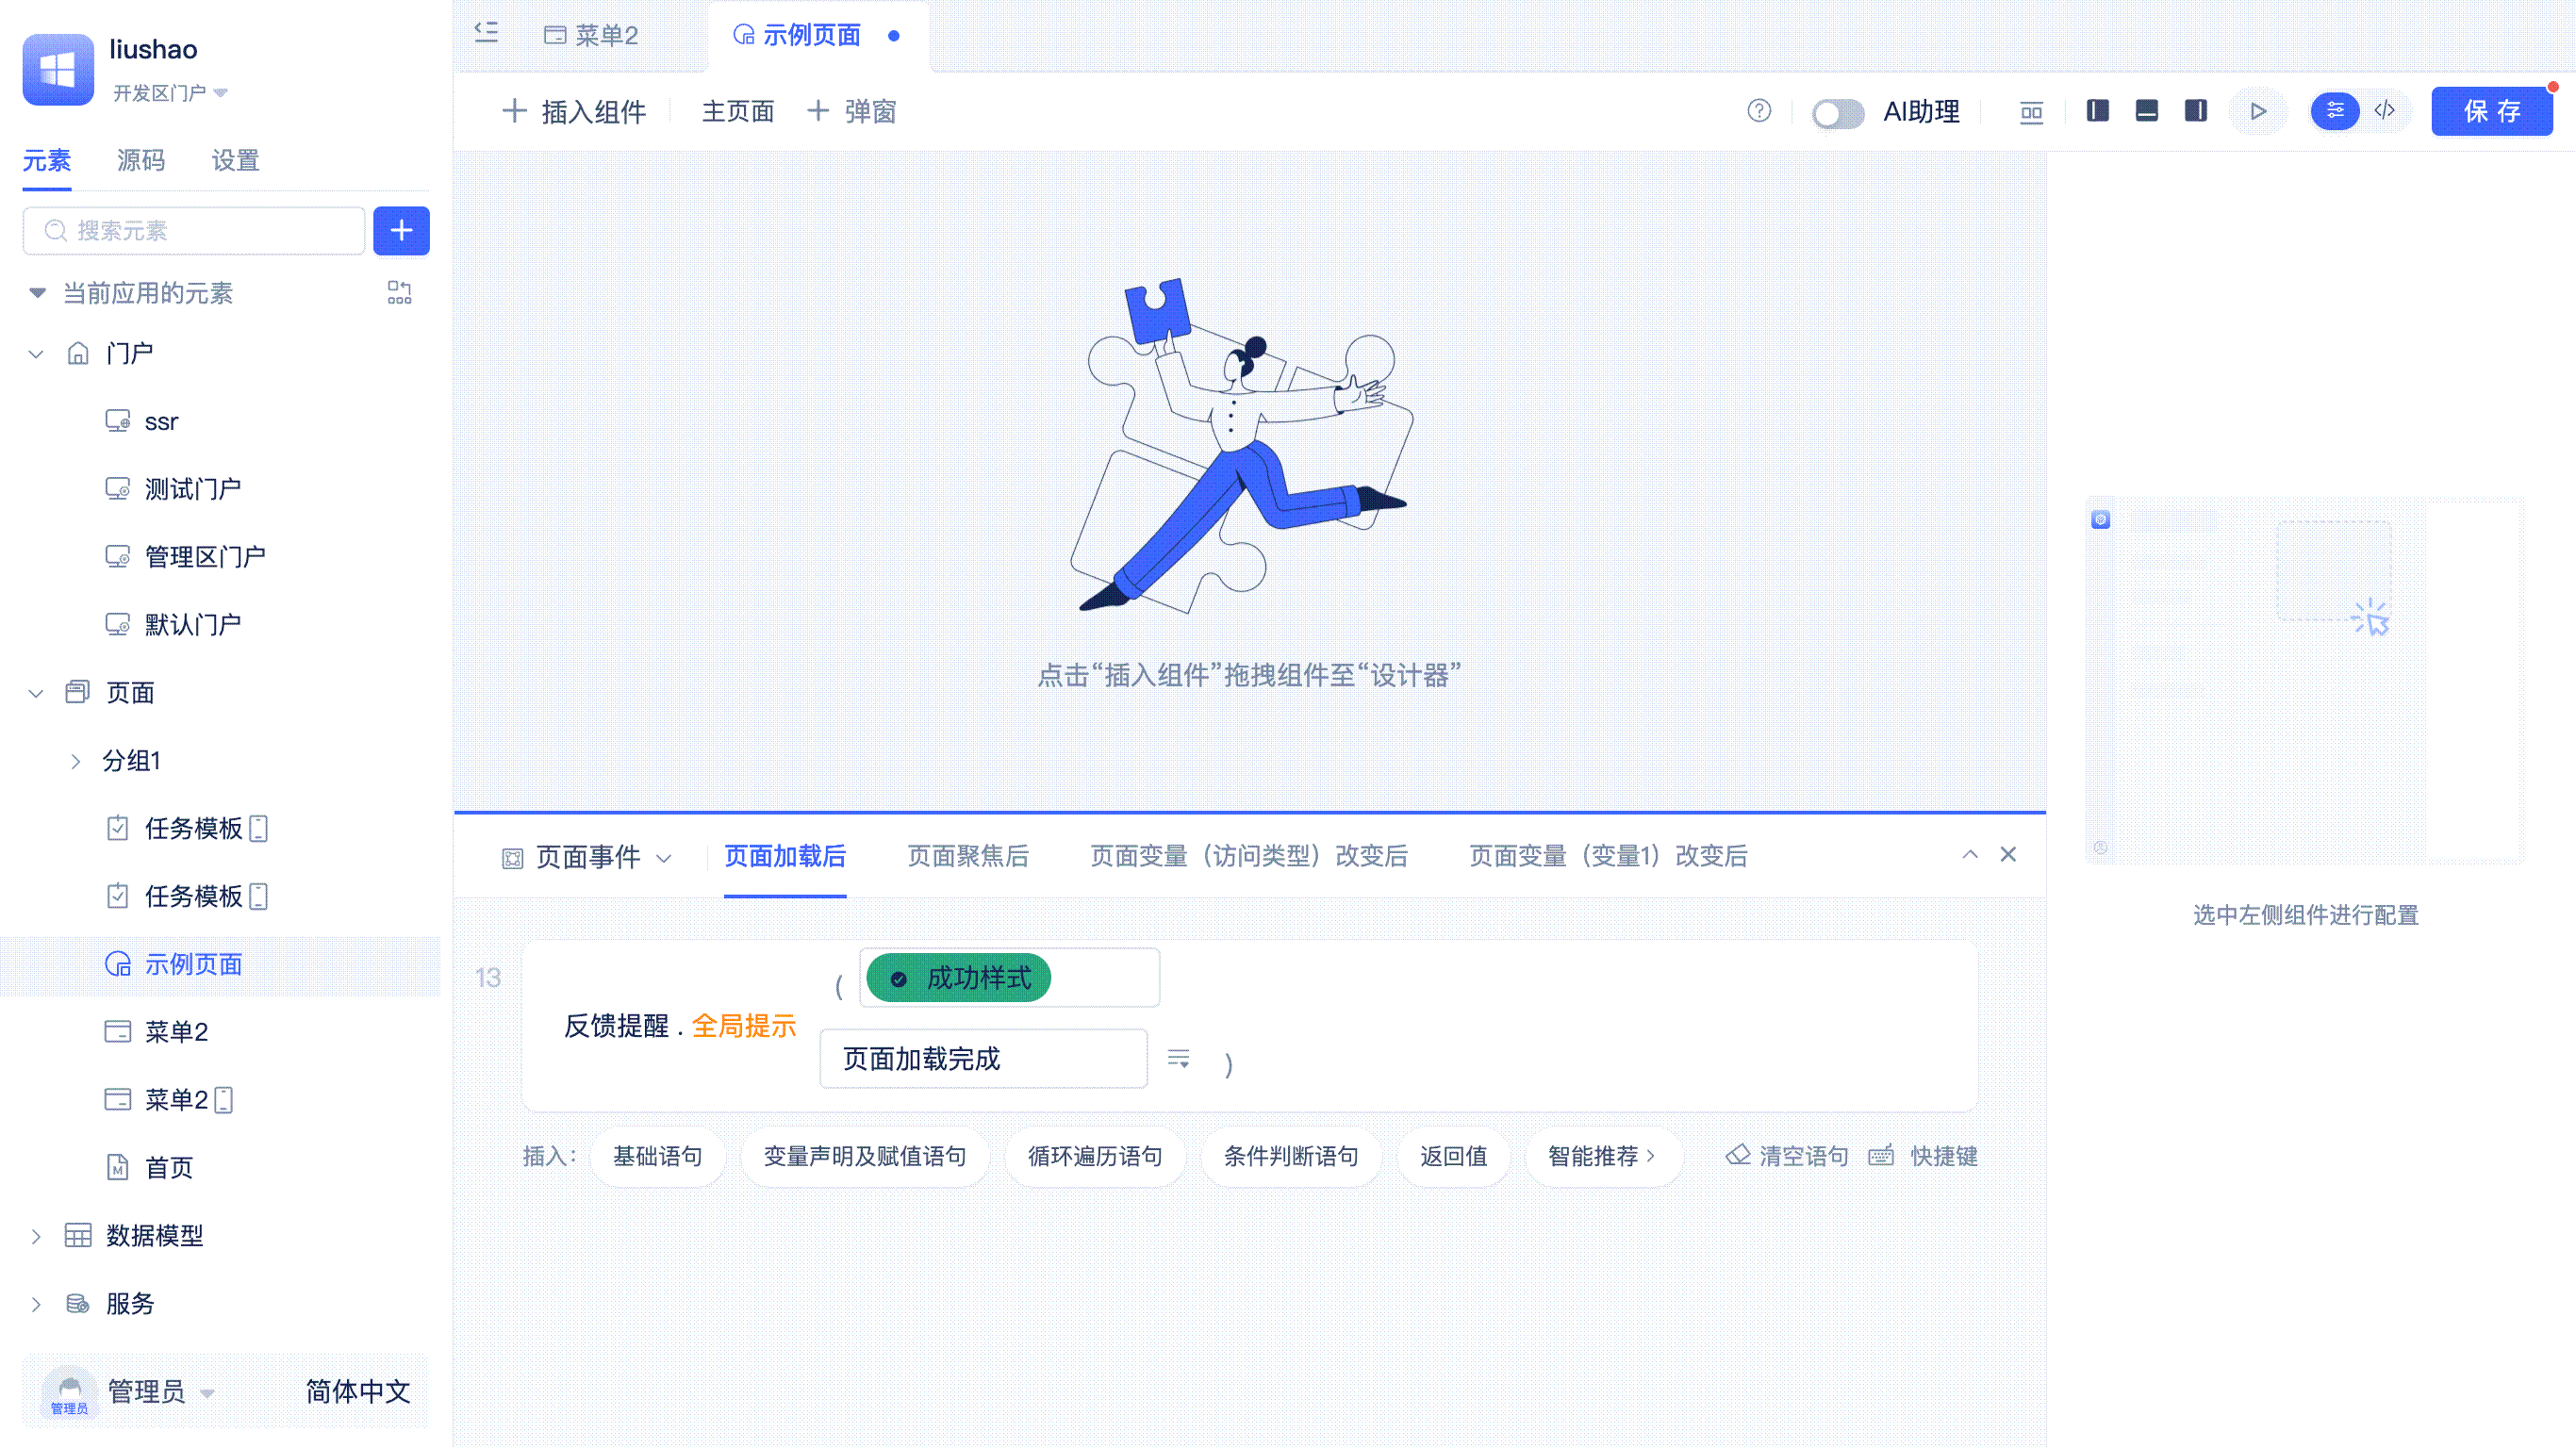 liushao
开发区门户
元素 源码 设置
搜索元素
当前应用的元素
门户
ssr
测试门户
管理区门户
默认门户
页面
分组1
任务模板
任务模板
示例页面
菜单2
菜单2
首页
数据模型
服务
管理员
管理员 简体中文
菜单2 示例页面
插入组件 主页面 弹窗
AI助理 保存
点击“插入组件”拖拽组件至“设计器”
页面事件 页面加载后 页面聚焦后 页面变量（访问类型）改变后 页面变量（变量1）改变后
13
( 成功样式
反馈提醒 . 全局提示
页面加载完成 )
插入： 基础语句 变量声明及赋值语句 循环遍历语句 条件判断语句 返回值 智能推荐 清空语句 快捷键
选中左侧组件进行配置